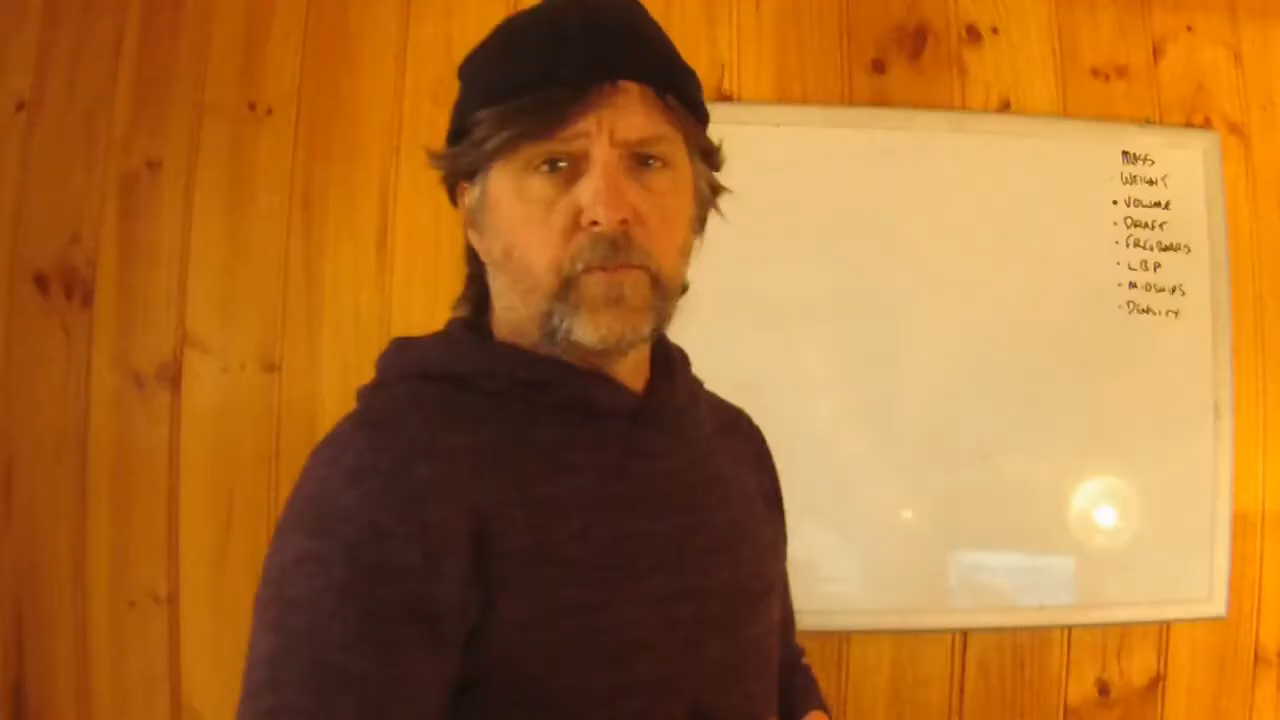 MASS
- WEIGHT
• VOLUME
- DRAFT
- FREEBOARD
- LBP
- MIDSHIPS
- DENSITY